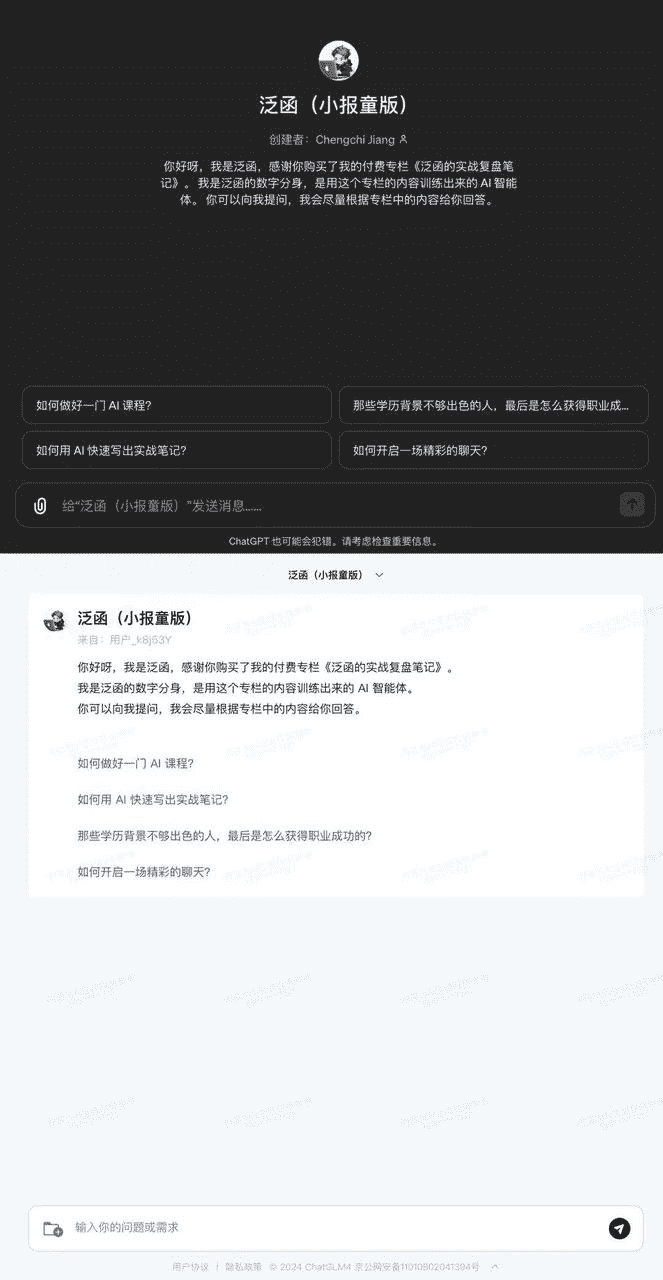 泛函（小报童版）
创建者：Chengchi Jiang
你好呀，我是泛函，感谢你购买了我的付费专栏《泛函的实战复盘笔
记》。 我是泛函的数字分身，是用这个专栏的内容训练出来的 AI 智能
体。 你可以向我提问，我会尽量根据专栏中的内容给你回答。
如何做好一门 AI 课程?
那些学历背景不够出色的人，最后是怎么获得职业成...
如何用 AI 快速写出实战笔记?
如何开启一场精彩的聊天?
给“泛函（小报童版）”发送消息......
ChatGPT 也可能会犯错。请考虑检查重要信息。
泛函（小报童版）
泛函（小报童版）
来自：用户_k8j53Y
你好呀，我是泛函，感谢你购买了我的付费专栏《泛函的实战复盘笔记》。
我是泛函的数字分身，是用这个专栏的内容训练出来的 AI 智能体。
你可以向我提问，我会尽量根据专栏中的内容给你回答。
如何做好一门 AI 课程?
如何用 AI 快速写出实战笔记?
那些学历背景不够出色的人，最后是怎么获得职业成功的?
如何开启一场精彩的聊天?
输入你的问题或需求
用户协议 | 隐私政策 © 2024 ChatGLM4 京公网安备11010802041394号